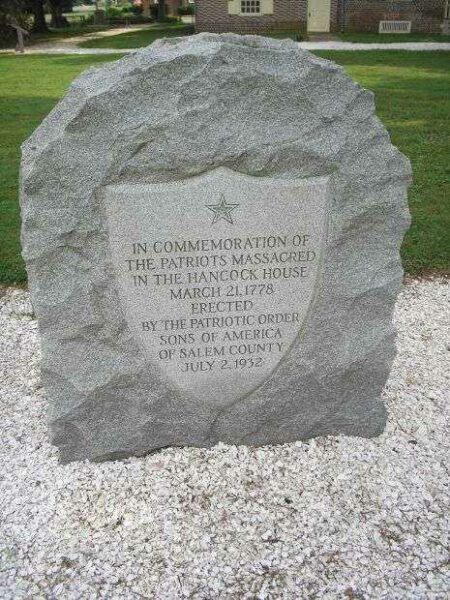 IN COMMEMORATION OF
THE PATRIOTS MASSACRED
IN THE HANCOCK HOUSE
MARCH 21, 1778
ERECTED
BY THE PATRIOTIC ORDER
SONS OF AMERICA
OF SALEM COUNTY
JULY 2, 1932